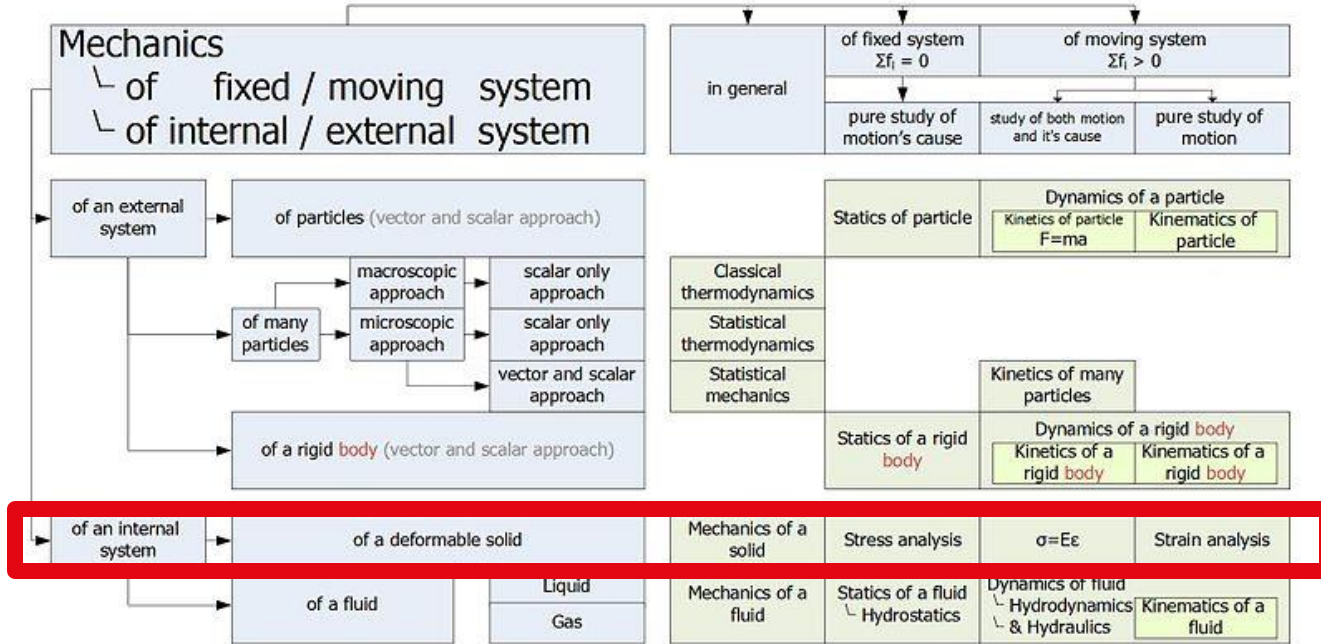 Mechanics
└ of fixed / moving system
└ of internal / external system
in general
of fixed system
Σfᵢ = 0
of moving system
Σfᵢ > 0
pure study of
motion's cause
study of both motion
and it's cause
pure study of
motion
of an external
system
of particles (vector and scalar approach)
Statics of particle
Dynamics of a particle
Kinetics of particle
F=ma
Kinematics of
particle
macroscopic
approach
scalar only
approach
Classical
thermodynamics
of many
particles
microscopic
approach
scalar only
approach
Statistical
thermodynamics
vector and scalar
approach
Statistical
mechanics
Kinetics of many
particles
of a rigid body (vector and scalar approach)
Statics of a rigid
body
Dynamics of a rigid body
Kinetics of a
rigid body
Kinematics of a
rigid body
of an internal
system
of a deformable solid
Mechanics of a
solid
Stress analysis
σ=Eε
Strain analysis
of a fluid
Liquid
Gas
Mechanics of a
fluid
Statics of a fluid
└ Hydrostatics
Dynamics of fluid
└ Hydrodynamics
└ & Hydraulics
Kinematics of a
fluid